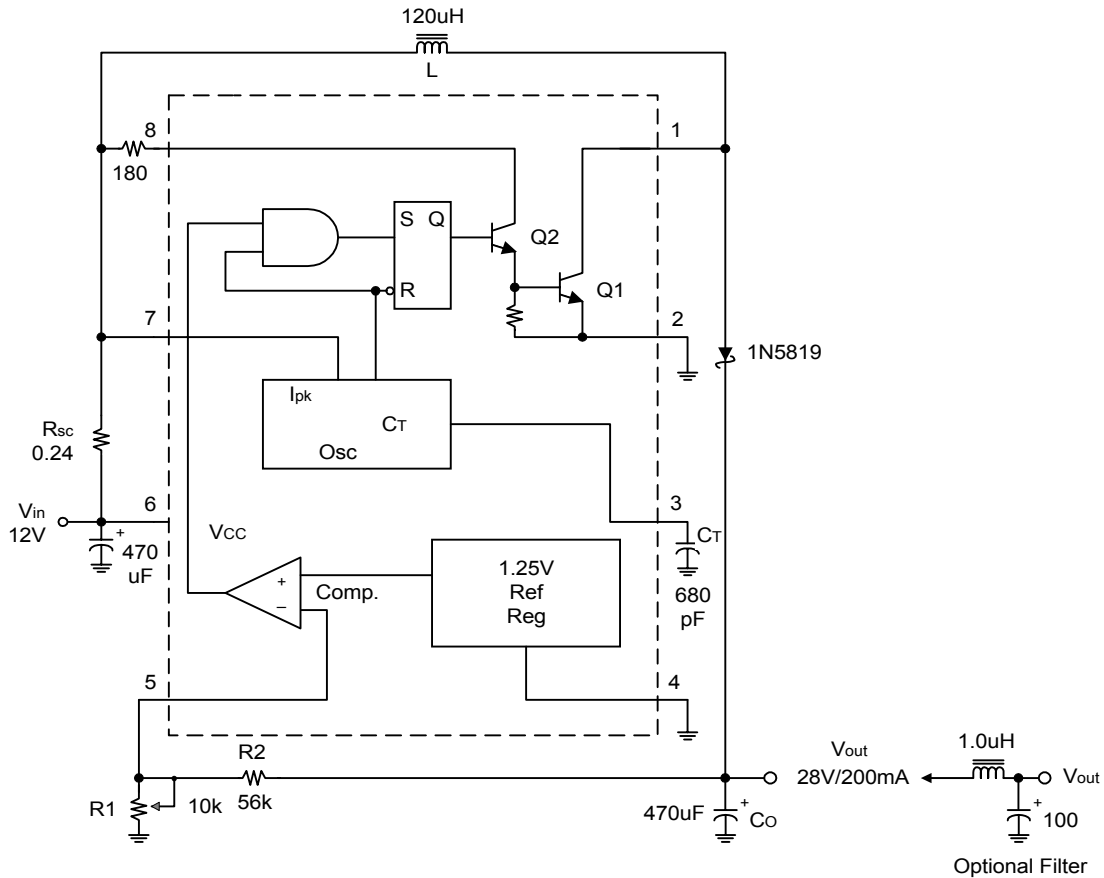 120uH
L
8
1
180
S Q
Q2
R
Q1
7
2
1N5819
Ipk
CT
Osc
Rsc
0.24
6
3
Vin
12V
+
470
uF
VCC
CT
1.25V
Ref
Reg
+
–
Comp.
680
pF
5
4
R2
56k
R1
10k
Vout
28V/200mA
1.0uH
Vout
470uF
+
CO
+
100
Optional Filter